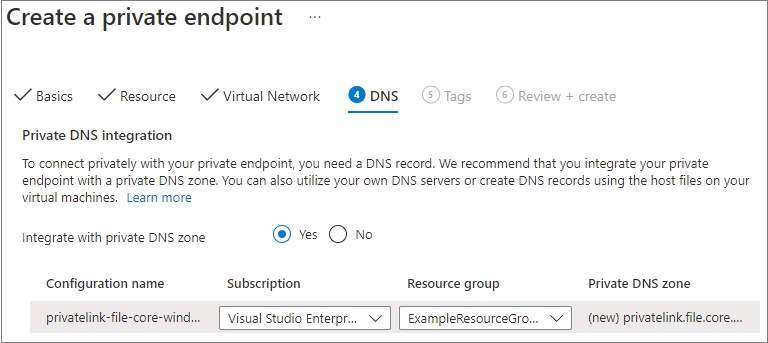 Create a private endpoint ...
Basics Resource Virtual Network 4 DNS 5 Tags 6 Review + create
Private DNS integration
To connect privately with your private endpoint, you need a DNS record. We recommend that you integrate your private
endpoint with a private DNS zone. You can also utilize your own DNS servers or create DNS records using the host files on your
virtual machines. Learn more
Integrate with private DNS zone Yes No
Configuration name Subscription Resource group Private DNS zone
privatelink-file-core-wind... Visual Studio Enterpr... ExampleResourceGro... (new) privatelink.file.core....